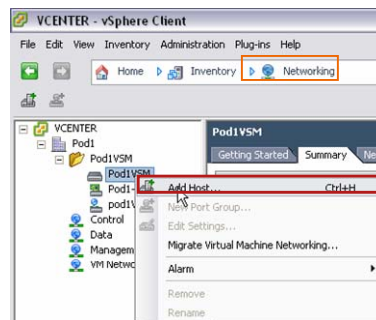 VCENTER - vSphere Client
File Edit View Inventory Administration Plug-ins Help
Home Inventory Networking
VCENTER
Pod1
Pod1VSM
Pod1VSM
Pod1-
pod1V
Control
Data
Managem
VM Netwo
Pod1VSM
Getting Started Summary Ne
Add Host... Ctrl+H
New Port Group...
Edit Settings...
Migrate Virtual Machine Networking...
Alarm
Remove
Rename